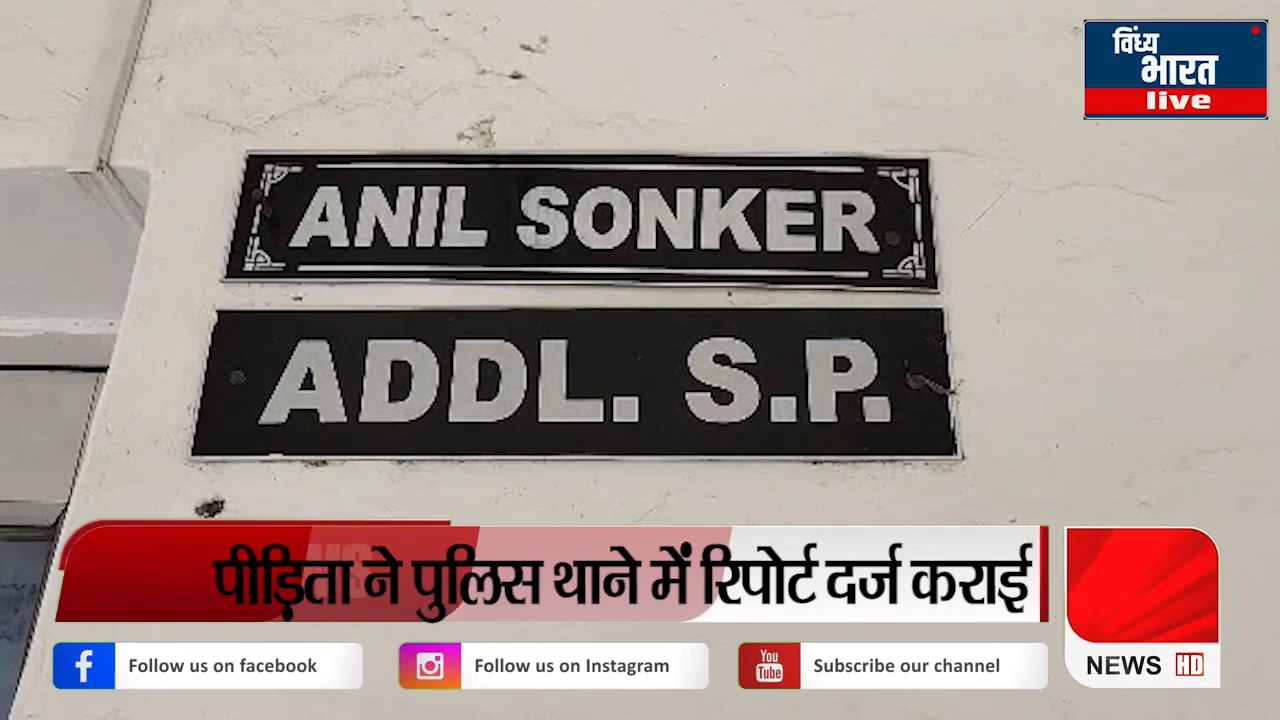 विंध्य
भारत
live
ANIL SONKER
ADDL. S.P.
पीड़िता ने पुलिस थाने में रिपोर्ट दर्ज कराई
Follow us on facebook
Follow us on Instagram
You
Tube
Subscribe our channel
NEWS HD